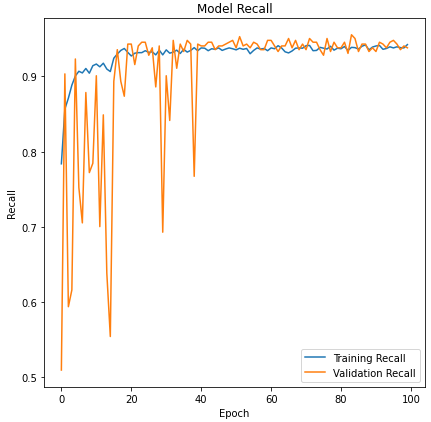 Model Recall
Recall
0.9
0.8
0.7
0.6
0.5
0 20 40 60 80 100
Epoch
Training Recall
Validation Recall